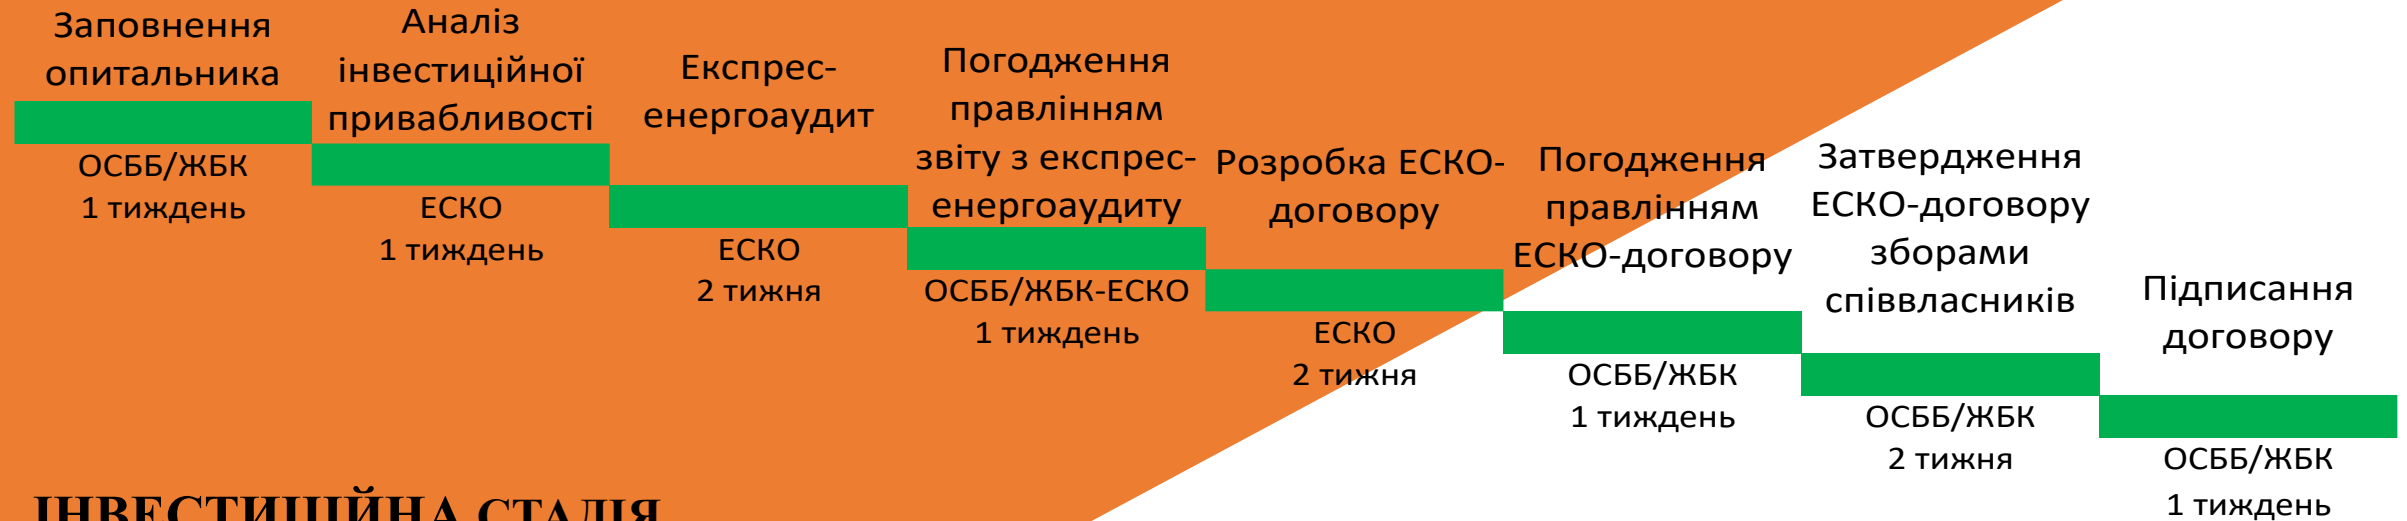 Заповнення
опитальника
ОСББ/ЖБК
1 тиждень
Аналіз
інвестиційної
привабливості
ЕСКО
1 тиждень
Експрес-
енергоаудит
ЕСКО
2 тижня
Погодження
правлінням
звіту з експрес-
енергоаудиту
ОСББ/ЖБК-ЕСКО
1 тиждень
Розробка ЕСКО-
договору
ЕСКО
2 тижня
Погодження
правлінням
ЕСКО-договору
ОСББ/ЖБК
1 тиждень
Затвердження
ЕСКО-договору
зборами
співвласників
ОСББ/ЖБК
2 тижня
Підписання
договору
ОСББ/ЖБК
1 тиждень
ІНВЕСТИЦІЙНА СТАДІЯ